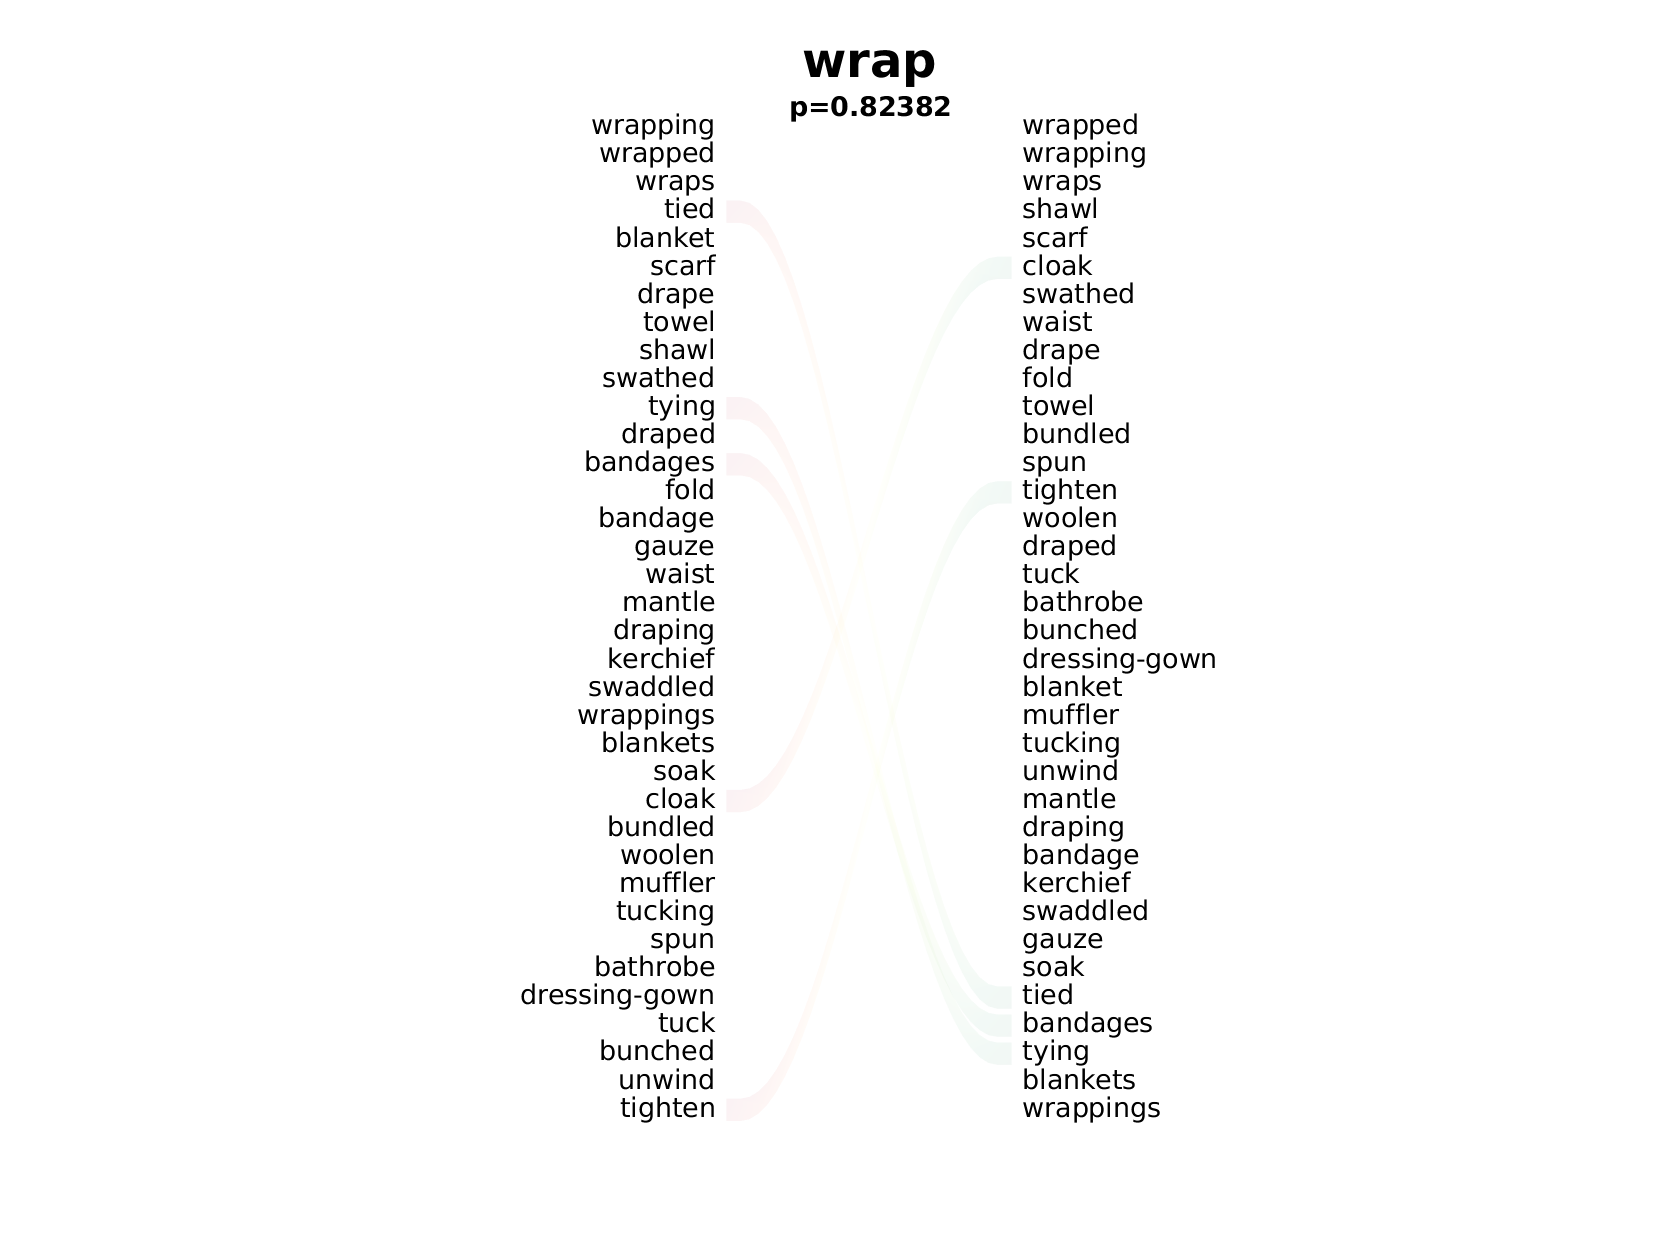 wrap
p=0.82382
wrapping
wrapped
wraps
tied
blanket
scarf
drape
towel
shawl
swathed
tying
draped
bandages
fold
bandage
gauze
waist
mantle
draping
kerchief
swaddled
wrappings
blankets
soak
cloak
bundled
woolen
muffler
tucking
spun
bathrobe
dressing-gown
tuck
bunched
unwind
tighten
wrapped
wrapping
wraps
shawl
scarf
cloak
swathed
waist
drape
fold
towel
bundled
spun
tighten
woolen
draped
tuck
bathrobe
bunched
dressing-gown
blanket
muffler
tucking
unwind
mantle
draping
bandage
kerchief
swaddled
gauze
soak
tied
bandages
tying
blankets
wrappings